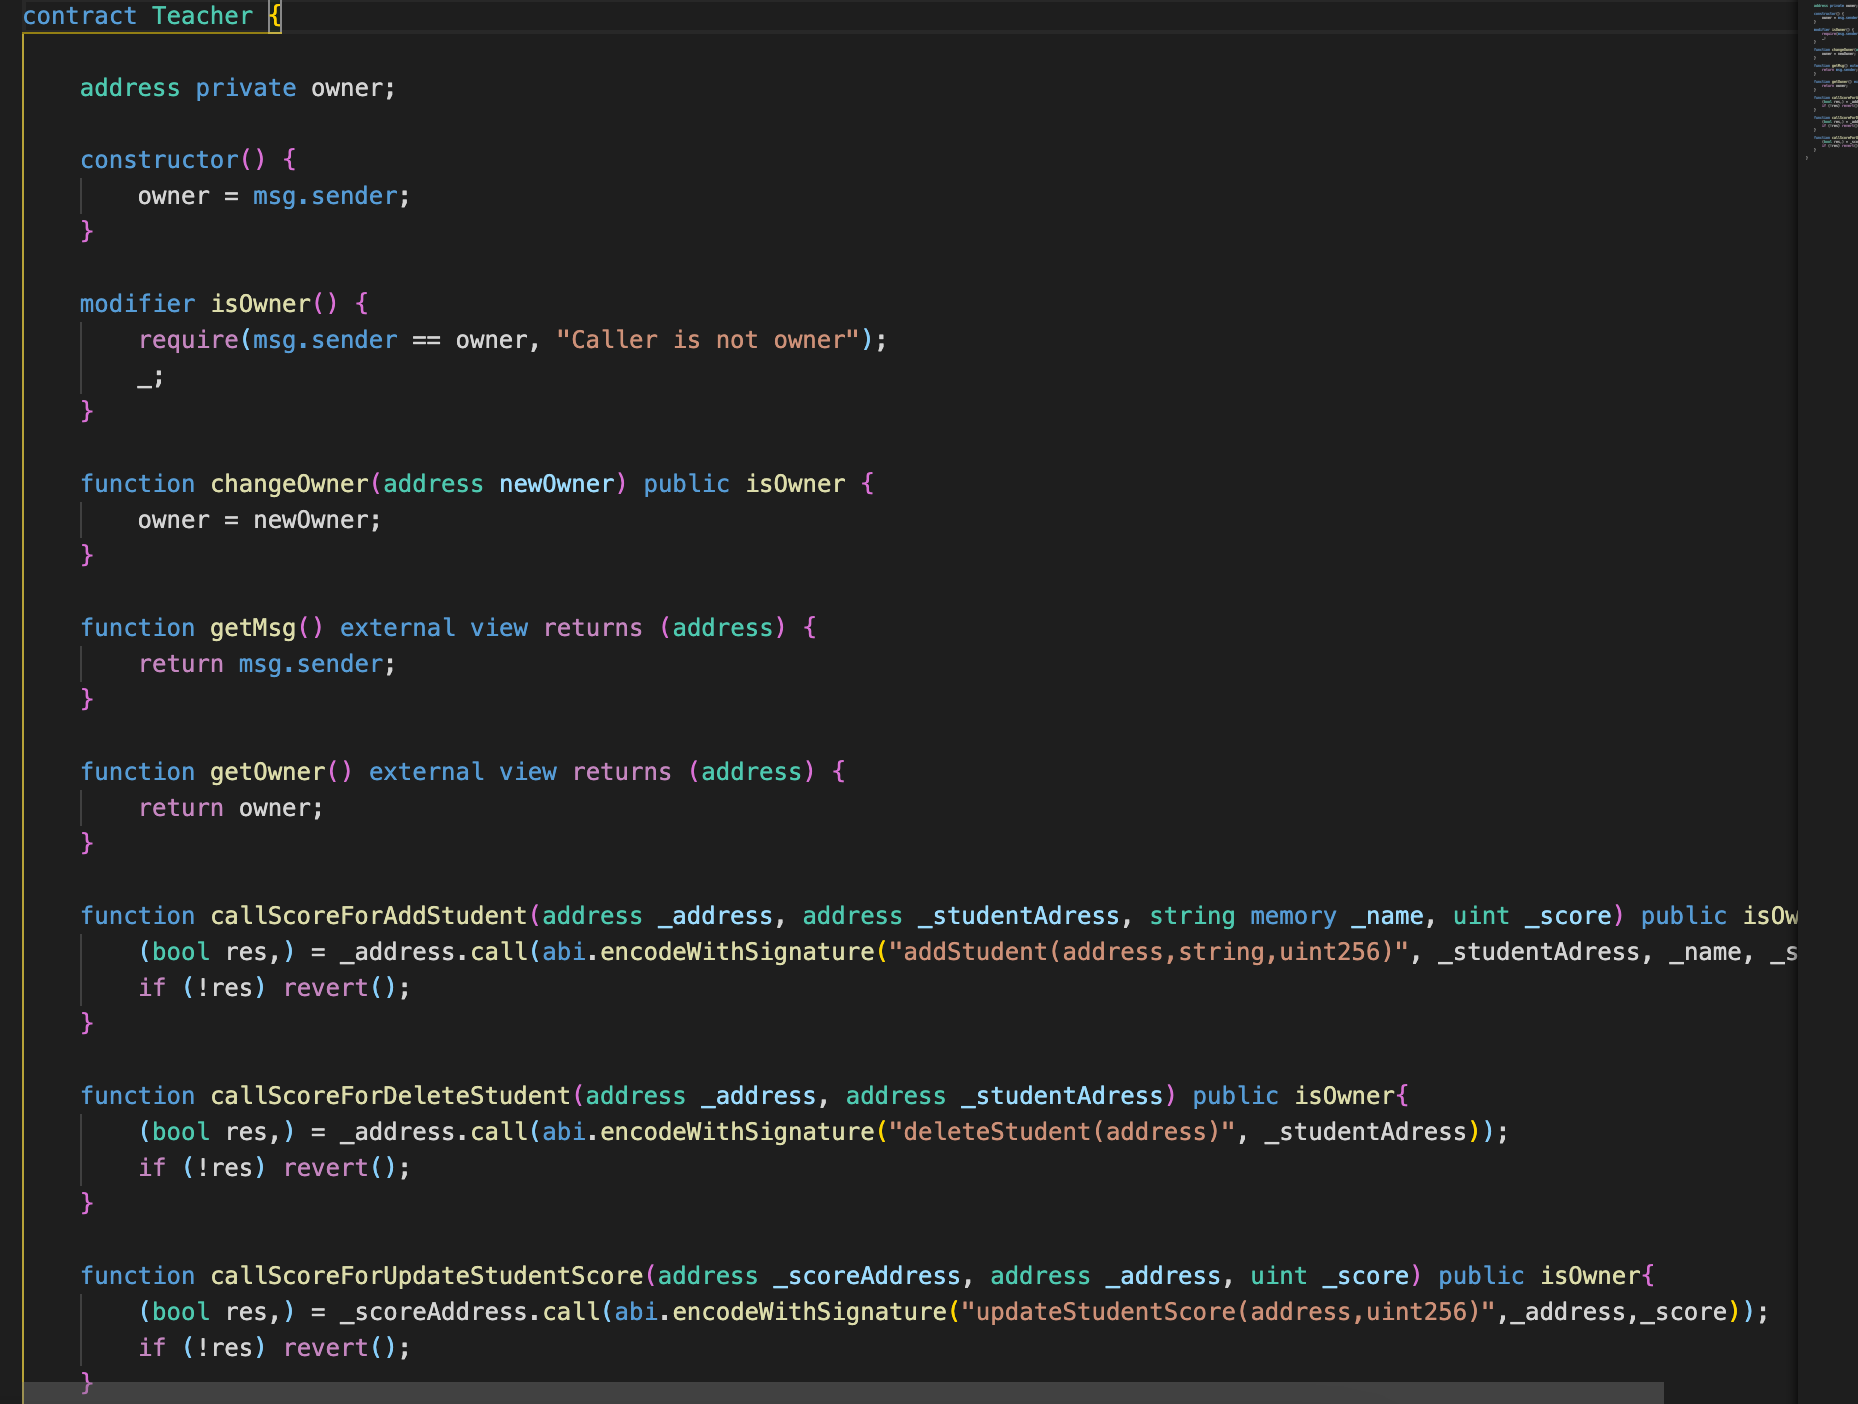 contract Teacher {
address private owner;
constructor() {
owner = msg.sender;
}
modifier isOwner() {
require(msg.sender == owner, "Caller is not owner");
_;
}
function changeOwner(address newOwner) public isOwner {
owner = newOwner;
}
function getMsg() external view returns (address) {
return msg.sender;
}
function getOwner() external view returns (address) {
return owner;
}
function callScoreForAddStudent(address _address, address _studentAdress, string memory _name, uint _score) public isOw
(bool res,) = _address.call(abi.encodeWithSignature("addStudent(address,string,uint256)", _studentAdress, _name, _s
if (!res) revert();
}
function callScoreForDeleteStudent(address _address, address _studentAdress) public isOwner{
(bool res,) = _address.call(abi.encodeWithSignature("deleteStudent(address)", _studentAdress));
if (!res) revert();
}
function callScoreForUpdateStudentScore(address _scoreAddress, address _address, uint _score) public isOwner{
(bool res,) = _scoreAddress.call(abi.encodeWithSignature("updateStudentScore(address,uint256)",_address,_score));
if (!res) revert();
}